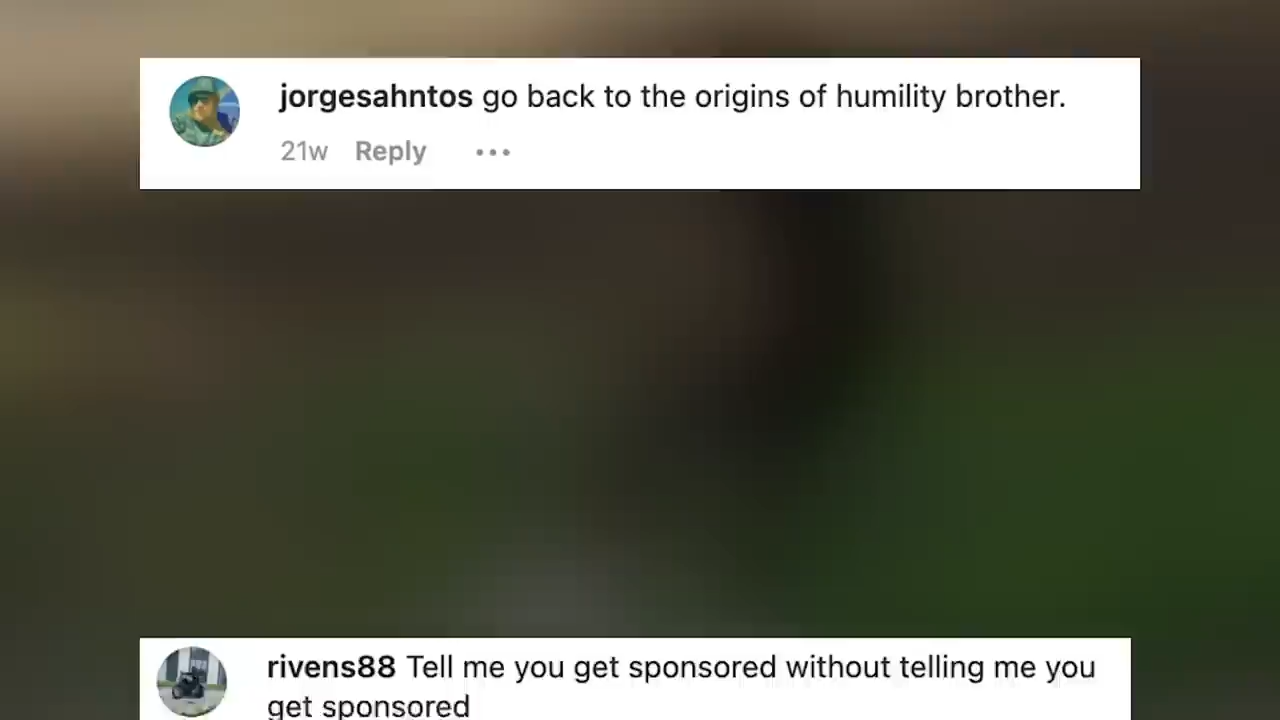 jorgesahntos go back to the origins of humility brother.
21w Reply ...
rivens88 Tell me you get sponsored without telling me you
get sponsored